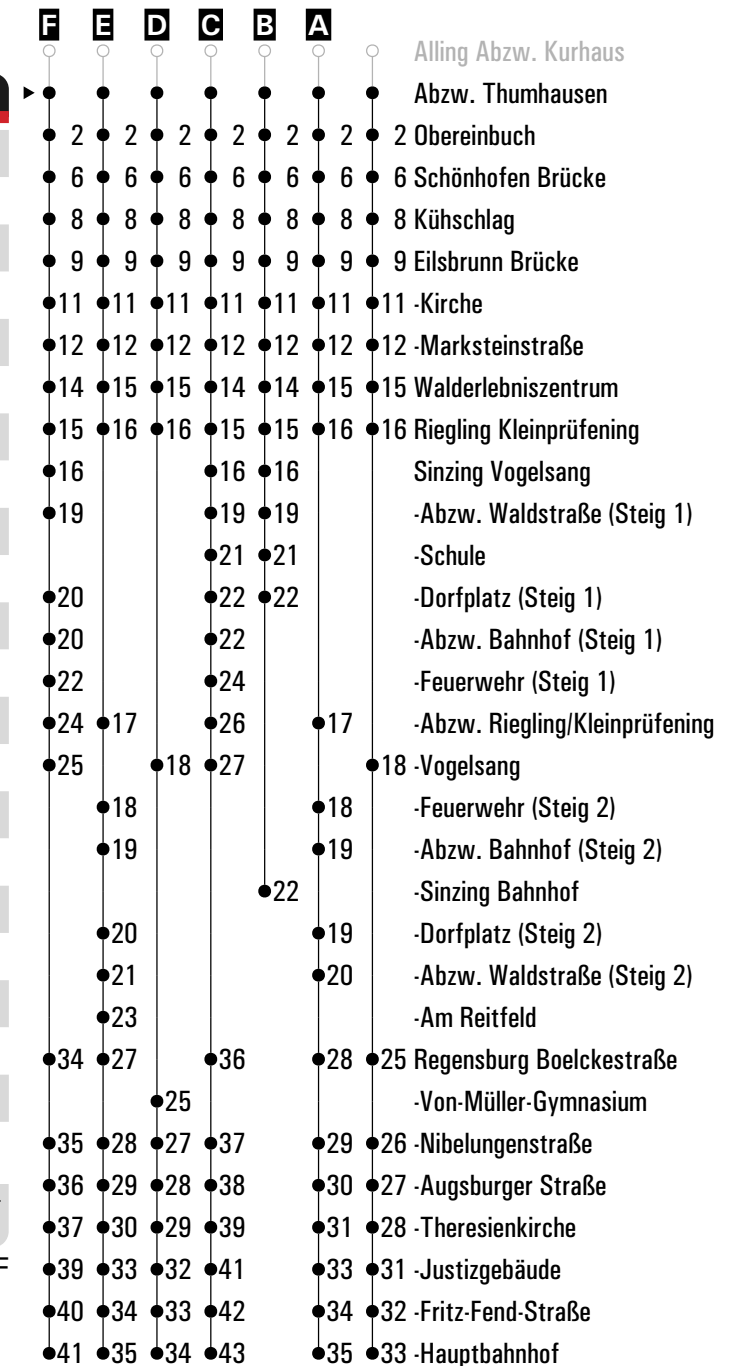 F E D C B A
Alling Abzw. Kurhaus
Abzw. Thumhausen
2 2 2 2 2 2 2 Obereinbuch
6 6 6 6 6 6 6 Schönhofen Brücke
8 8 8 8 8 8 8 Kühschlag
9 9 9 9 9 9 9 Eilsbrunn Brücke
11 11 11 11 11 11 11 -Kirche
12 12 12 12 12 12 12 -Marksteinstraße
14 15 15 14 14 15 15 Walderlebniszentrum
15 16 16 15 15 16 16 Riegling Kleinprüfening
16 16 16 Sinzing Vogelsang
19 19 19 -Abzw. Waldstraße (Steig 1)
21 21 -Schule
20 22 22 -Dorfplatz (Steig 1)
20 22 -Abzw. Bahnhof (Steig 1)
22 24 -Feuerwehr (Steig 1)
24 17 26 17 -Abzw. Riegling/Kleinprüfening
25 18 27 18 -Vogelsang
18 18 -Feuerwehr (Steig 2)
19 19 -Abzw. Bahnhof (Steig 2)
22 -Sinzing Bahnhof
20 19 -Dorfplatz (Steig 2)
21 20 -Abzw. Waldstraße (Steig 2)
23 -Am Reitfeld
34 27 36 28 25 Regensburg Boelckestraße
25 -Von-Müller-Gymnasium
35 28 27 37 29 26 -Nibelungenstraße
36 29 28 38 30 27 -Augsburger Straße
37 30 29 39 31 28 -Theresienkirche
39 33 32 41 33 31 -Justizgebäude
40 34 33 42 34 32 -Fritz-Fend-Straße
41 35 34 43 35 33 -Hauptbahnhof